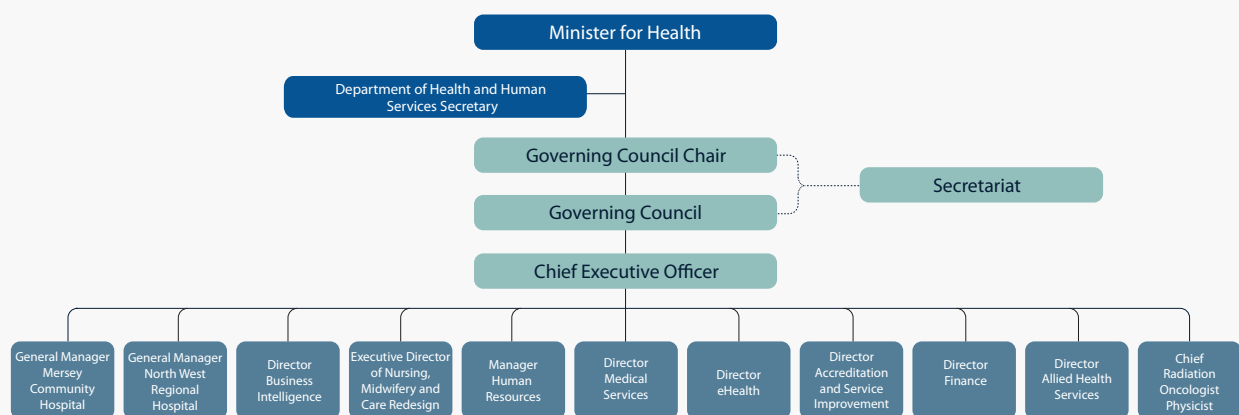 Minister for Health
Department of Health and Human
Services Secretary
Governing Council Chair
Secretariat
Governing Council
Chief Executive Officer
General Manager
Mersey
Community
Hospital
General Manager
North West
Regional
Hospital
Director
Business
Intelligence
Executive Director
of Nursing,
Midwifery and
Care Redesign
Manager
Human
Resources
Director
Medical
Services
Director
eHealth
Director
Accreditation
and Service
Improvement
Director
Finance
Director
Allied Health
Services
Chief
Radiation
Oncologist
Physicist